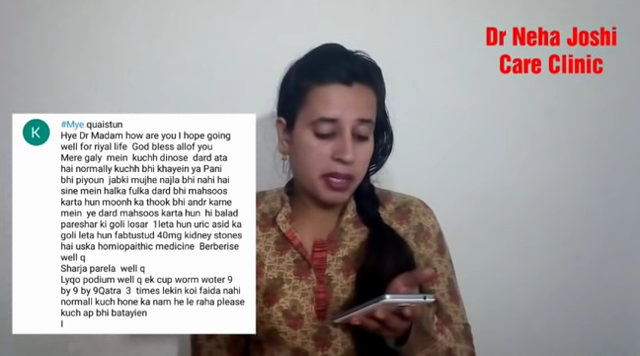 Dr Neha Joshi
Care Clinic
K
#Mye quaistun
Hye Dr Madam how are you I hope going
well for riyal life God bless allof you
Mere galy mein kuchh dinose dard ata
hai normally kuchh bhi khayein ya Pani
bhi piyoun jabki mujhe najla bhi nahi hai
sine mein halka fulka dard bhi mahsoos
karta hun moonh ka thook bhi andr karne
mein ye dard mahsoos karta hun hi balad
pareshar ki goli losar 1leta hun uric asid ka
goli leta hun fabtustud 40mg kidney stones
hai uska homiopaithic medicine Berberise
well q
Sharja parela well q
Lyqo podium well q ek cup worm woter 9
by 9 by 9Qatra 3 times lekin koi faida nahi
normall kuch hone ka nam he le raha please
kuch ap bhi batayien
I